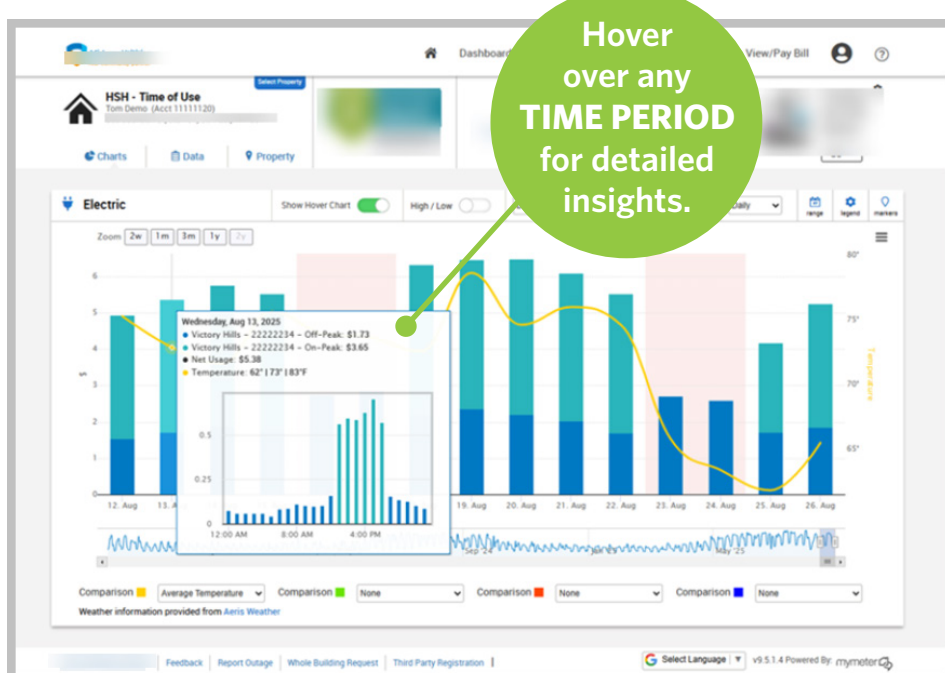 Hover
over any
TIME PERIOD
for detailed
insights.
Dashboard
View/Pay Bill
Select Property
HSH - Time of Use
Tom Demo (Acct 11111120)
Charts
Data
Property
Electric
Show Hover Chart
High / Low
Daily
range
legend
markers
Zoom 2w 1m 3m 1y 2y
6
5
4
3
2
1
0
$
80°
75°
70°
65°
Temperature
Wednesday, Aug 13, 2025
Victory Hills - 22222234 - Off-Peak: $1.73
Victory Hills - 22222234 - On-Peak: $3.65
Net Usage: $5.38
Temperature: 62° | 73° | 83°F
0.5
0.25
0
12:00 AM 8:00 AM 4:00 PM
12. Aug 13. A 19. Aug 20. Aug 21. Aug 22. Aug 23. Aug 24. Aug 25. Aug 26. Aug
Sep '24 May '25
Comparison Average Temperature Comparison None Comparison None Comparison None
Weather information provided from Aeris Weather
Feedback | Report Outage | Whole Building Request | Third Party Registration |
G Select Language ▼ v9.5.1.4 Powered By: mymeter